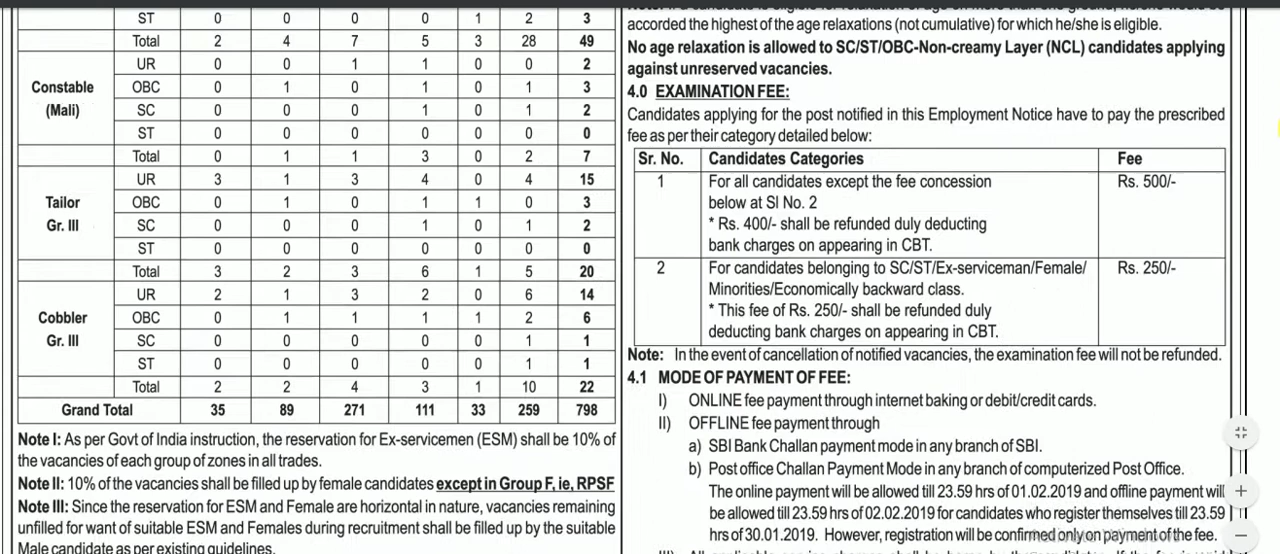 ST 0 0 0 0 1 2 3
Total 2 4 7 5 3 28 49
UR 0 0 1 1 0 0 2
Constable OBC 0 1 0 1 0 1 3
(Mali) SC 0 0 0 1 0 1 2
ST 0 0 0 0 0 0 0
Total 0 1 1 3 0 2 7
UR 3 1 3 4 0 4 15
Tailor OBC 0 1 0 1 1 0 3
Gr. III SC 0 0 0 1 0 1 2
ST 0 0 0 0 0 0 0
Total 3 2 3 6 1 5 20
UR 2 1 3 2 0 6 14
Cobbler OBC 0 1 1 1 1 2 6
Gr. III SC 0 0 0 0 0 1 1
ST 0 0 0 0 0 1 1
Total 2 2 4 3 1 10 22
Grand Total 35 89 271 111 33 259 798
Note I: As per Govt of India instruction, the reservation for Ex-servicemen (ESM) shall be 10% of
the vacancies of each group of zones in all trades.
Note II: 10% of the vacancies shall be filled up by female candidates except in Group F, ie, RPSF
Note III: Since the reservation for ESM and Female are horizontal in nature, vacancies remaining
unfilled for want of suitable ESM and Females during recruitment shall be filled up by the suitable
Male candidate as per existing guidelines.
accorded the highest of the age relaxations (not cumulative) for which he/she is eligible.
No age relaxation is allowed to SC/ST/OBC-Non-creamy Layer (NCL) candidates applying
against unreserved vacancies.
4.0 EXAMINATION FEE:
Candidates applying for the post notified in this Employment Notice have to pay the prescribed
fee as per their category detailed below:
Sr. No. Candidates Categories Fee
1 For all candidates except the fee concession Rs. 500/-
below at Sl No. 2
* Rs. 400/- shall be refunded duly deducting
bank charges on appearing in CBT.
2 For candidates belonging to SC/ST/Ex-serviceman/Female/ Rs. 250/-
Minorities/Economically backward class.
* This fee of Rs. 250/- shall be refunded duly
deducting bank charges on appearing in CBT.
Note: In the event of cancellation of notified vacancies, the examination fee will not be refunded.
4.1 MODE OF PAYMENT OF FEE:
I) ONLINE fee payment through internet baking or debit/credit cards.
II) OFFLINE fee payment through
a) SBI Bank Challan payment mode in any branch of SBI.
b) Post office Challan Payment Mode in any branch of computerized Post Office.
The online payment will be allowed till 23.59 hrs of 01.02.2019 and offline payment will
be allowed till 23.59 hrs of 02.02.2019 for candidates who register themselves till 23.59
hrs of 30.01.2019. However, registration will be confirmed only on payment of the fee.